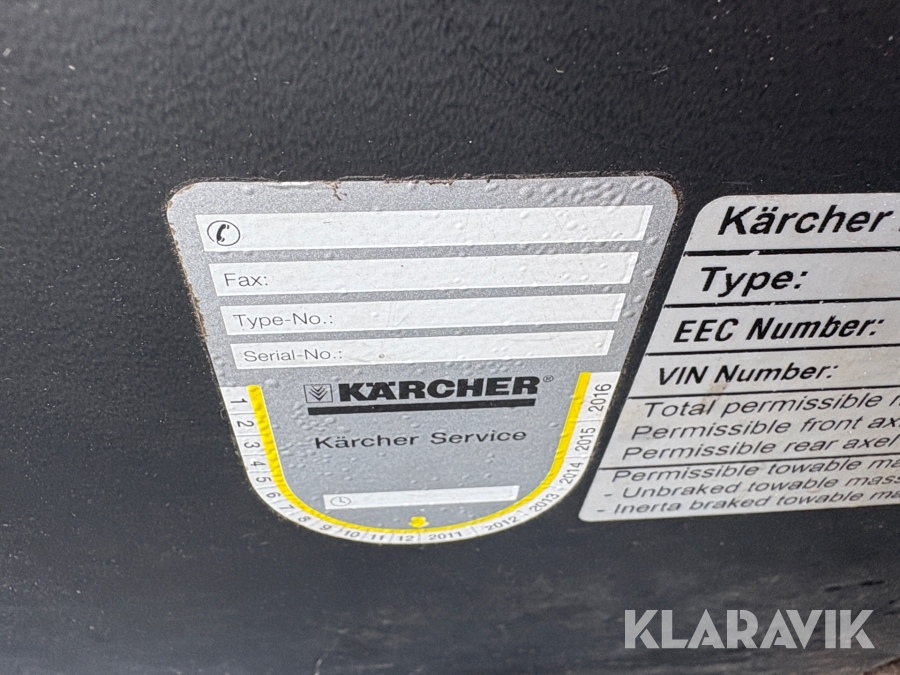 Fax:
Type-No.:
Serial-No.:
KÄRCHER®
Kärcher Service
1 2 3 4 5 6 7 8 9 10 11 12 2011 2012 2013 2014 2015 2016
Kärcher
Type:
EEC Number:
VIN Number:
Total permissible
Permissible front
Permissible rear axel
Permissible towable
- Unbraked towable
- Inerta braked towable
KLARAVIK